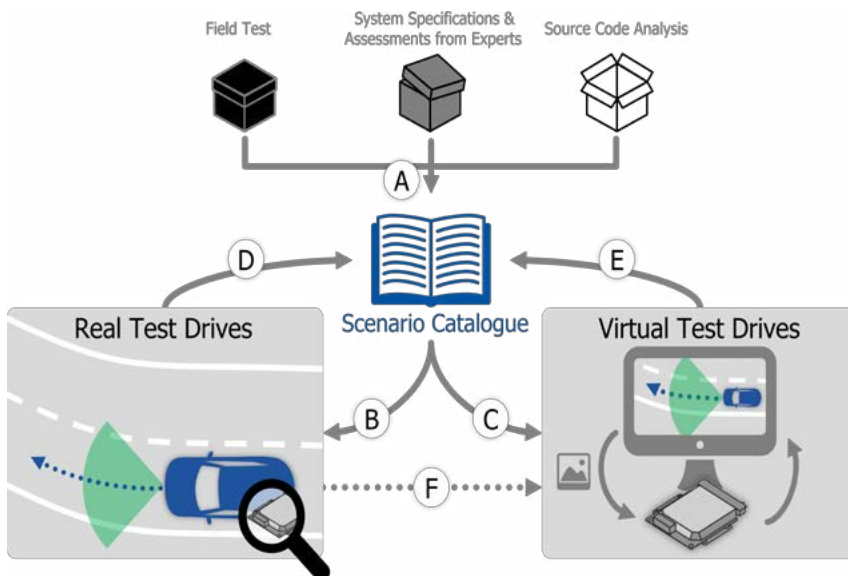 Field Test
System Specifications &
Assessments from Experts
Source Code Analysis
A
D
E
Scenario Catalogue
Real Test Drives
Virtual Test Drives
B
C
F